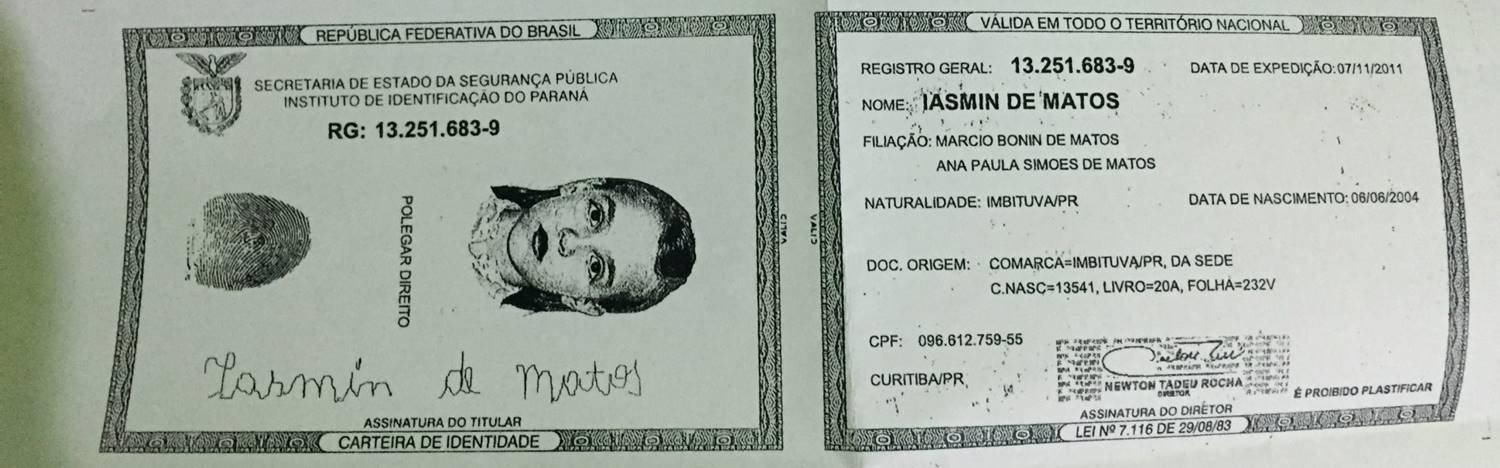 REPÚBLICA FEDERATIVA DO BRASIL
SECRETARIA DE ESTADO DA SEGURANÇA PÚBLICA
INSTITUTO DE IDENTIFICAÇÃO DO PARANÁ
RG: 13.251.683-9
POLEGAR DIREITO
Iasmin de Matos
ASSINATURA DO TITULAR
CARTEIRA DE IDENTIDADE
VÁLIDA EM TODO O TERRITÓRIO NACIONAL
REGISTRO GERAL: 13.251.683-9 DATA DE EXPEDIÇÃO: 07/11/2011
NOME: IASMIN DE MATOS
FILIAÇÃO: MARCIO BONIN DE MATOS
ANA PAULA SIMOES DE MATOS
NATURALIDADE: IMBITUVA/PR DATA DE NASCIMENTO: 06/06/2004
DOC. ORIGEM: COMARCA=IMBITUVA/PR, DA SEDE
C.NASC=13541, LIVRO=20A, FOLHA=232V
CPF: 096.612.759-55
CURITIBA/PR
NEWTON TADEU ROCHA
DIRETOR
É PROIBIDO PLASTIFICAR
ASSINATURA DO DIRETOR
LEI Nº 7.116 DE 29/08/83